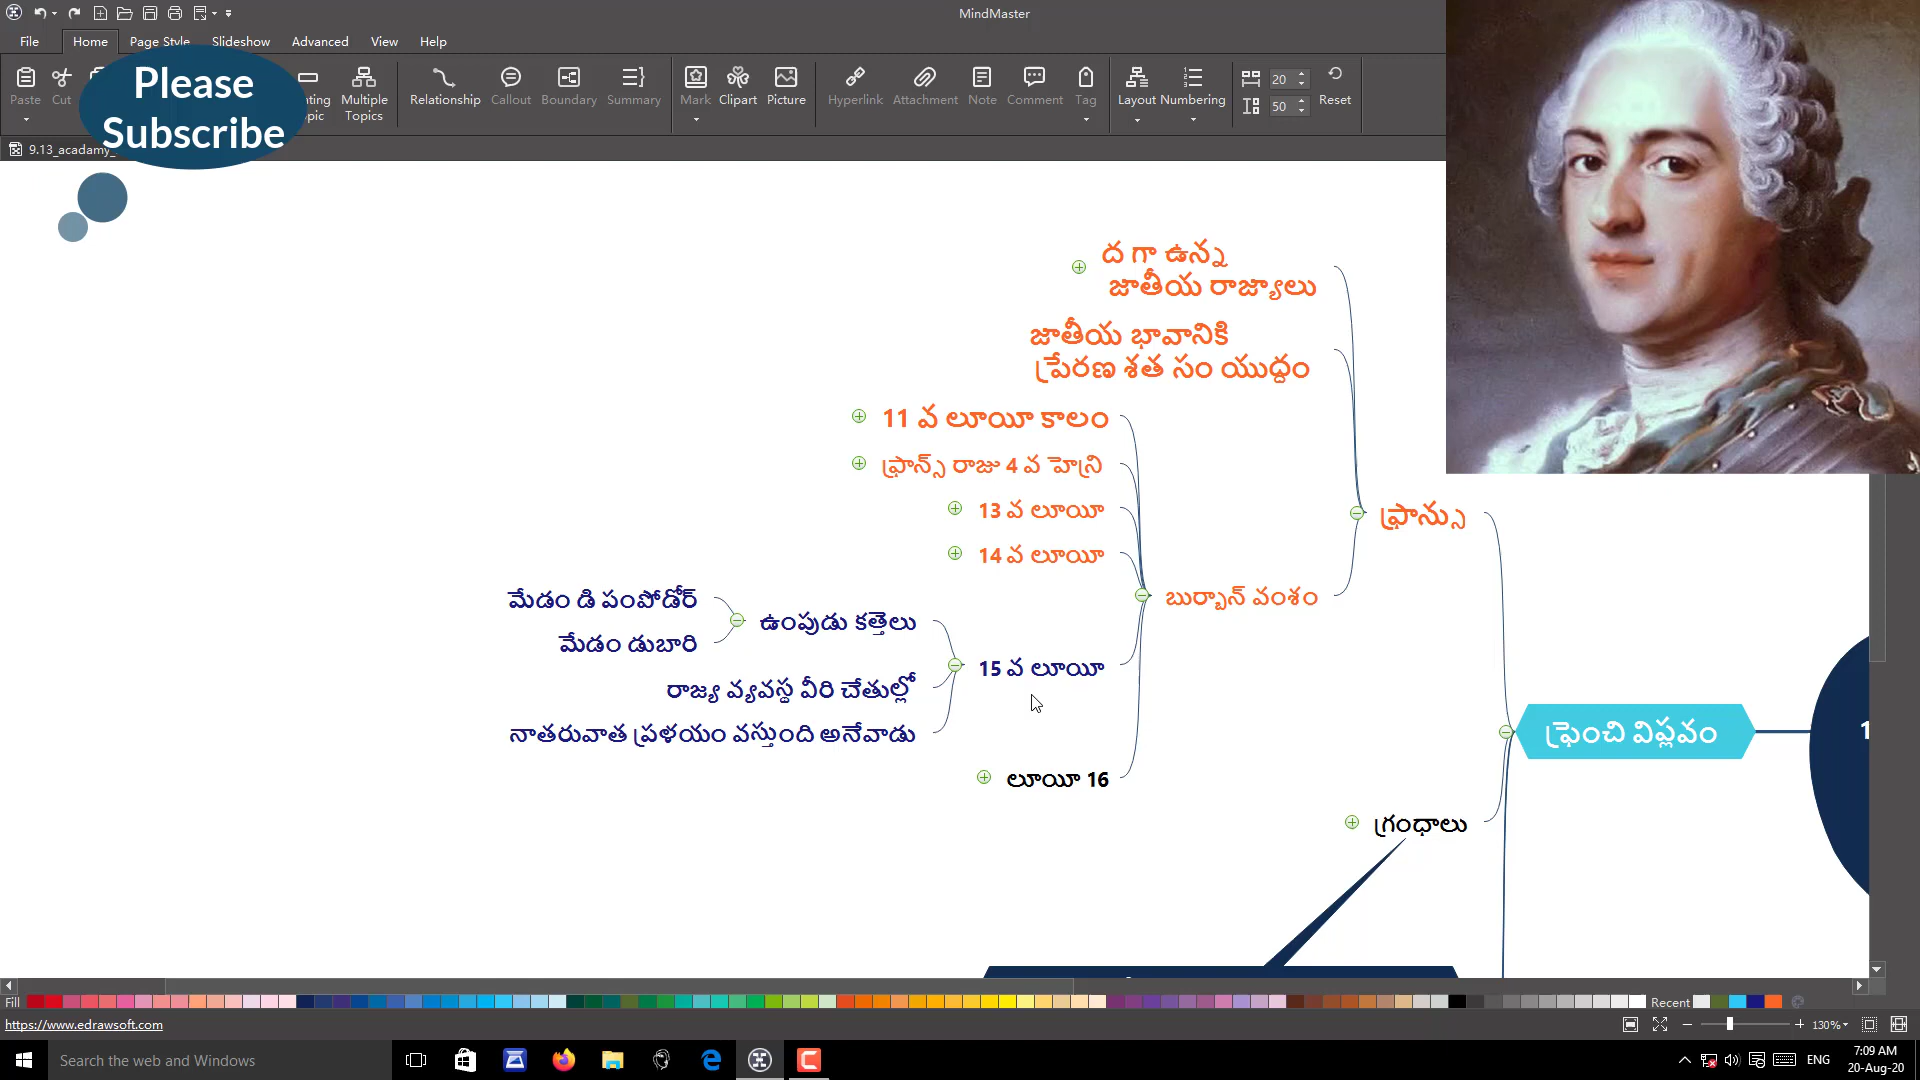 MindMaster
File Home Page Style Slideshow Advanced View Help
Please
Subscribe
Paste Cut Multiple Topics Relationship Callout Boundary Summary Mark Clipart Picture Hyperlink Attachment Note Comment Tag Layout Numbering 20 50 Reset
9.13_acadamy_
ద గా ఉన్న
జాతీయ రాజ్యాలు
జాతీయ భావానికి
ప్రేరణ శత సం యుద్ధం
11 వ లూయీ కాలం
ఫ్రాన్స్ రాజు 4 వ హెన్రి
13 వ లూయీ
14 వ లూయీ
ఫ్రాన్సు
బుర్బాన్ వంశం
మేడం డి పంపోడోర్
మేడం డుబారి
ఉంపుడు కత్తెలు
15 వ లూయీ
రాజ్య వ్యవస్థ వీరి చేతుల్లో
నాతరువాత ప్రళయం వస్తుంది అనేవాడు
లూయీ 16
ఫ్రెంచి విప్లవం
గ్రంధాలు
Fill
Recent
https://www.edrawsoft.com
130%
Search the web and Windows
ENG
7:09 AM
20-Aug-20